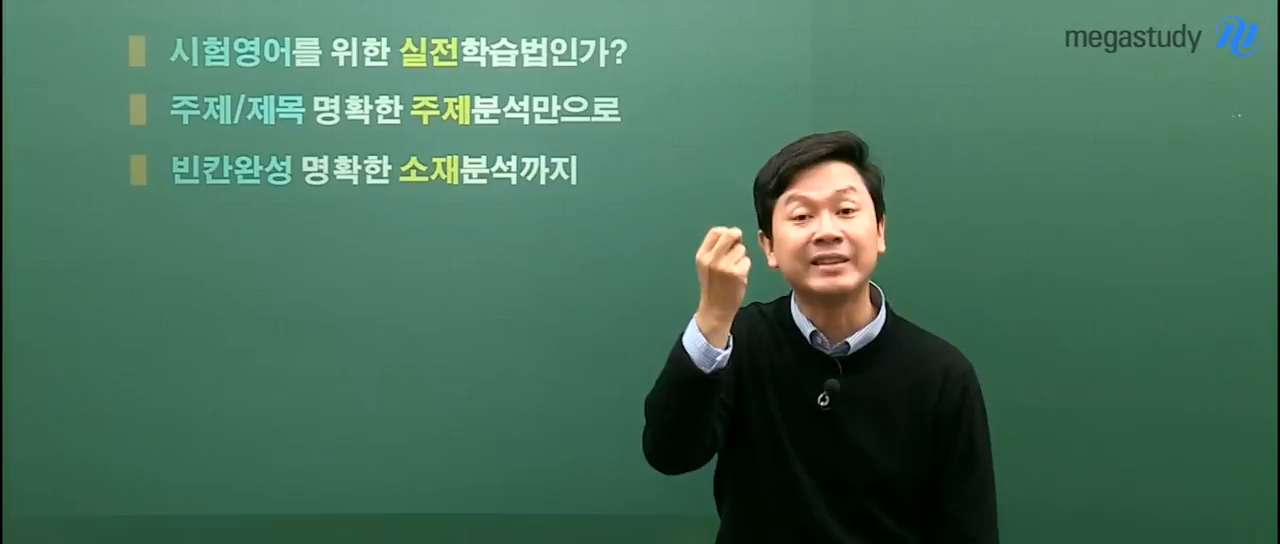 시험영어를 위한 실전학습법인가?
주제/제목 명확한 주제분석만으로
빈칸완성 명확한 소재분석까지
megastudy